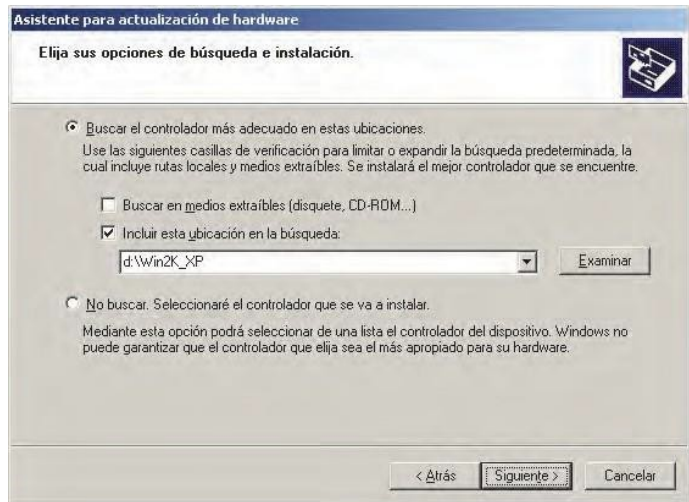 Asistente para actualización de hardware
Elija sus opciones de búsqueda e instalación.
Buscar el controlador más adecuado en estas ubicaciones.
Use las siguientes casillas de verificación para limitar o expandir la búsqueda predeterminada, la
cual incluye rutas locales y medios extraíbles. Se instalará el mejor controlador que se encuentre.
Buscar en medios extraíbles (disquete, CD-ROM...)
Incluir esta ubicación en la búsqueda:
d:\Win2K_XP
Examinar
No buscar. Seleccionaré el controlador que se va a instalar.
Mediante esta opción podrá seleccionar de una lista el controlador del dispositivo. Windows no
puede garantizar que el controlador que elija sea el más apropiado para su hardware.
< Atrás
Siguiente >
Cancelar